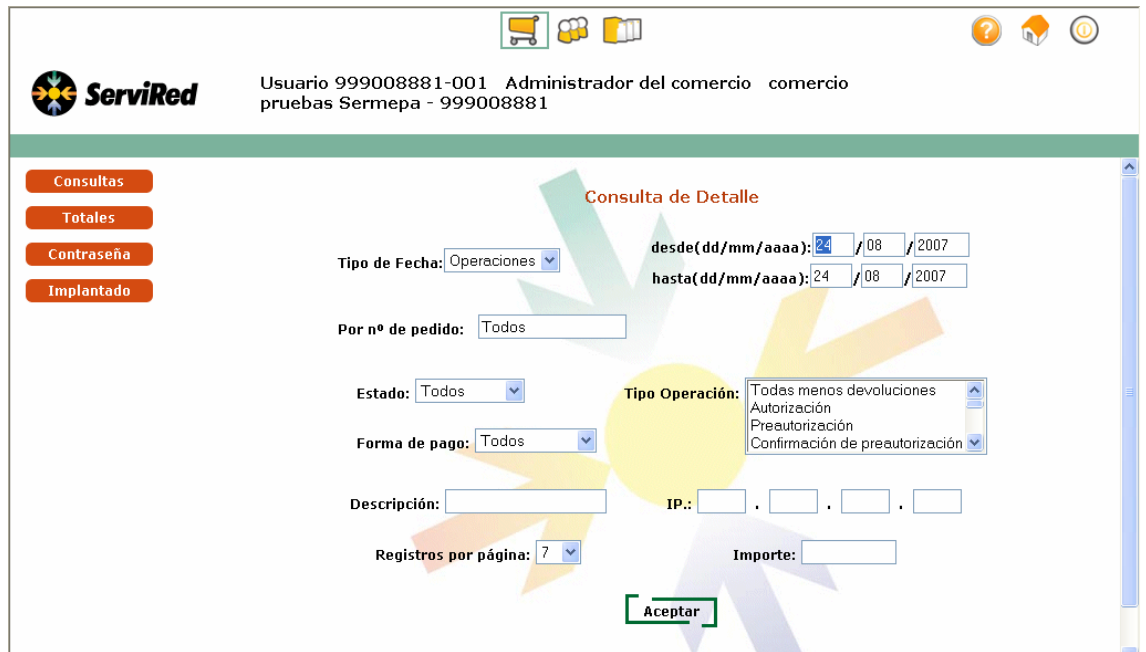 ServiRed
Usuario 999008881-001 Administrador del comercio comercio
pruebas Sermepa - 999008881
Consultas
Totales
Contraseña
Implantado
Consulta de Detalle
Tipo de Fecha: Operaciones
desde(dd/mm/aaaa): 24 / 08 / 2007
hasta(dd/mm/aaaa): 24 / 08 / 2007
Por nº de pedido: Todos
Estado: Todos
Tipo Operación: Todas menos devoluciones
Autorización
Preautorización
Confirmación de preautorización
Forma de pago: Todos
Descripción:
IP.: . . .
Registros por página: 7
Importe:
Aceptar